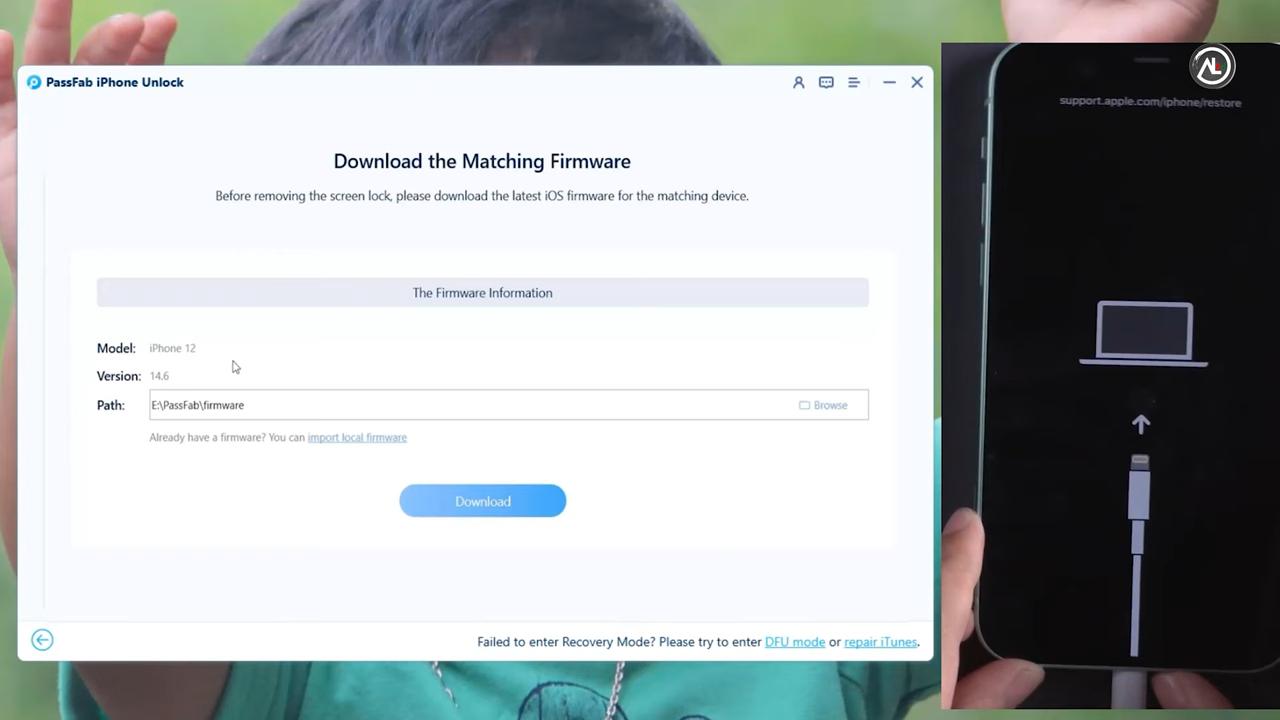 PassFab iPhone Unlock
Download the Matching Firmware
Before removing the screen lock, please download the latest iOS firmware for the matching device.
The Firmware Information
Model: iPhone 12
Version: 14.6
Path: E:\PassFab\firmware
Browse
Already have a firmware? You can import local firmware
Download
Failed to enter Recovery Mode? Please try to enter DFU mode or repair iTunes.
AL
support.apple.com/iphone/restore